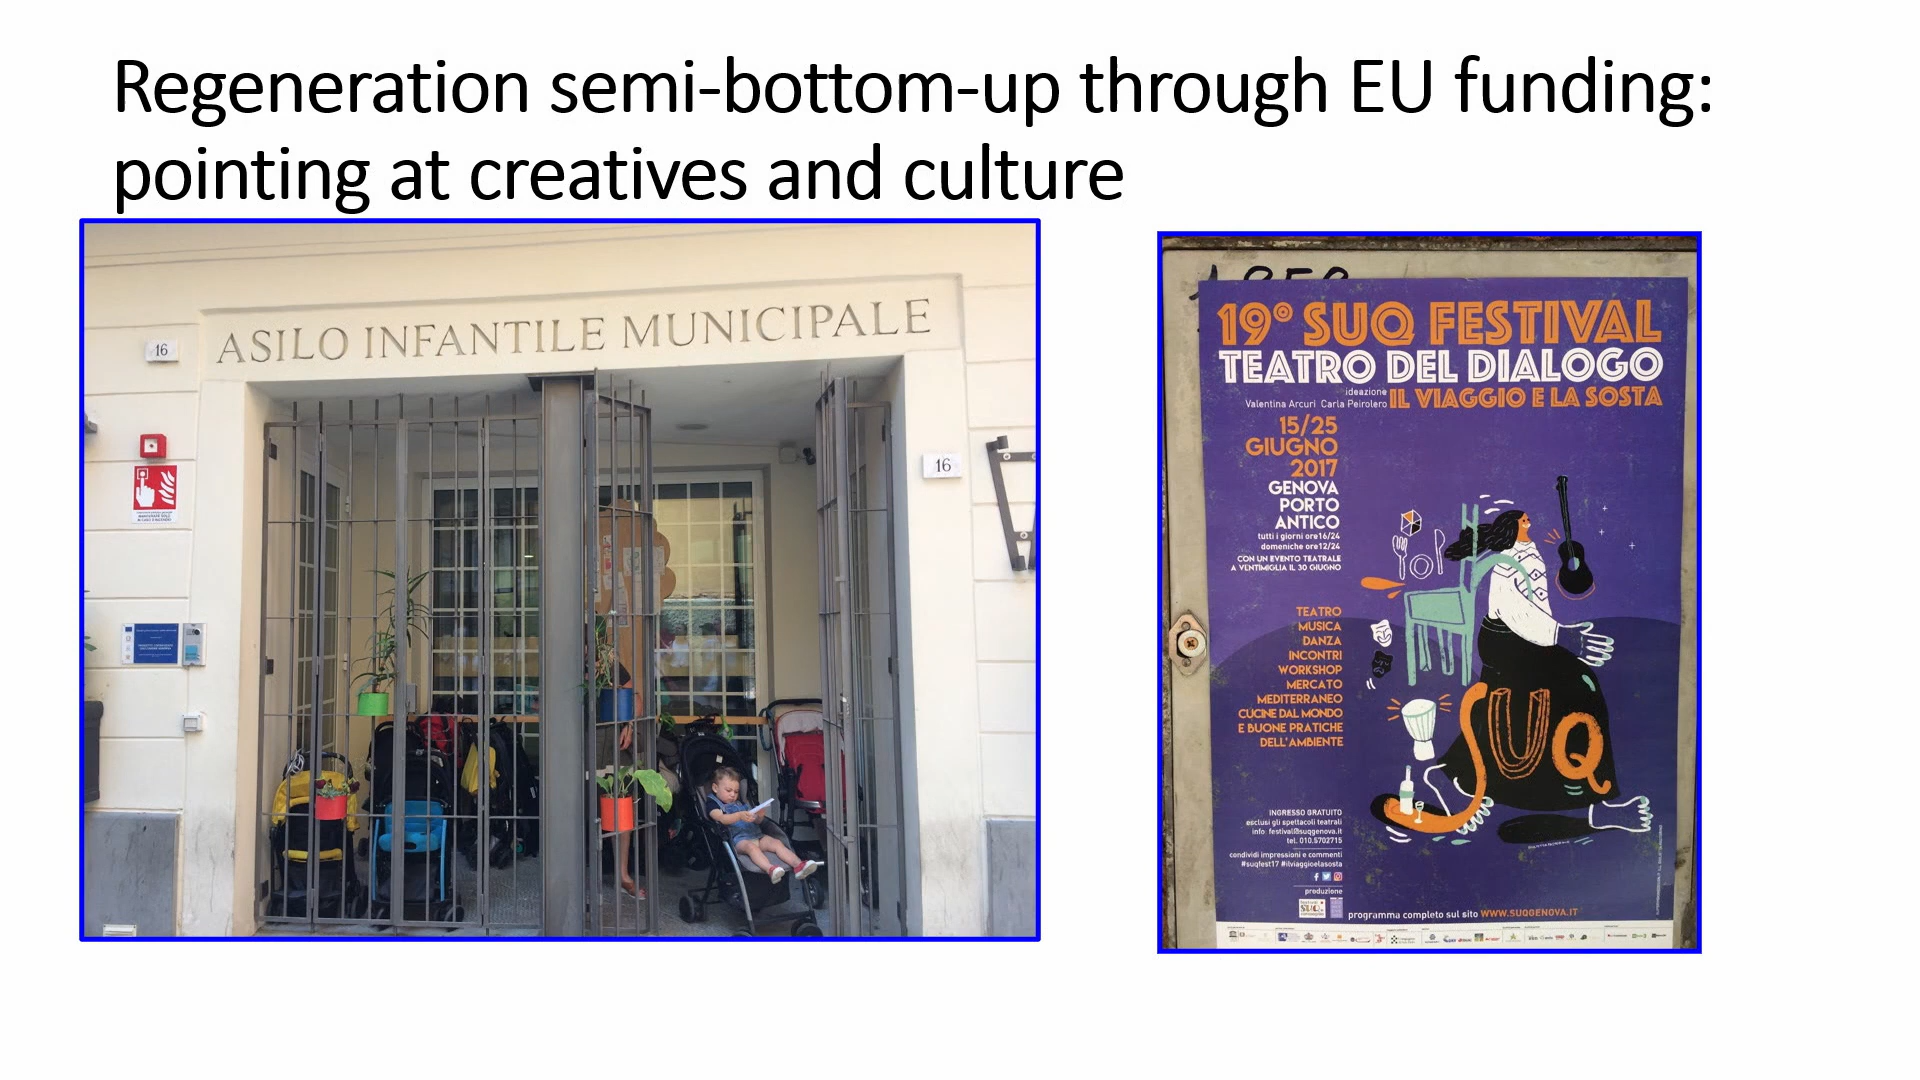 Regeneration semi-bottom-up through EU funding:
pointing at creatives and culture
ASILO INFANTILE MUNICIPALE
16
16
19° SUQ FESTIVAL
TEATRO DEL DIALOGO
ideazione
Valentina Arcuri Carla Peirolero
IL VIAGGIO E LA SOSTA
15/25
GIUGNO
2017
GENOVA
PORTO
ANTICO
tutti i giorni ore16/24
domeniche ore12/24
CON UN EVENTO TEATRALE
A VENTIMIGLIA IL 30 GIUGNO
TEATRO
MUSICA
DANZA
INCONTRI
WORKSHOP
MERCATO
MEDITERRANEO
CUCINE DAL MONDO
E BUONE PRATICHE
DELL'AMBIENTE
SUQ
INGRESSO GRATUITO
esclusi gli spettacoli teatrali
info festival@suqgenova.it
tel. 010.5702715
condividi impressioni e commenti
#suqfest17 #ilviaggioelasosta
produzione
SUQ
programma completo sul sito WWW.SUQGENOVA.IT